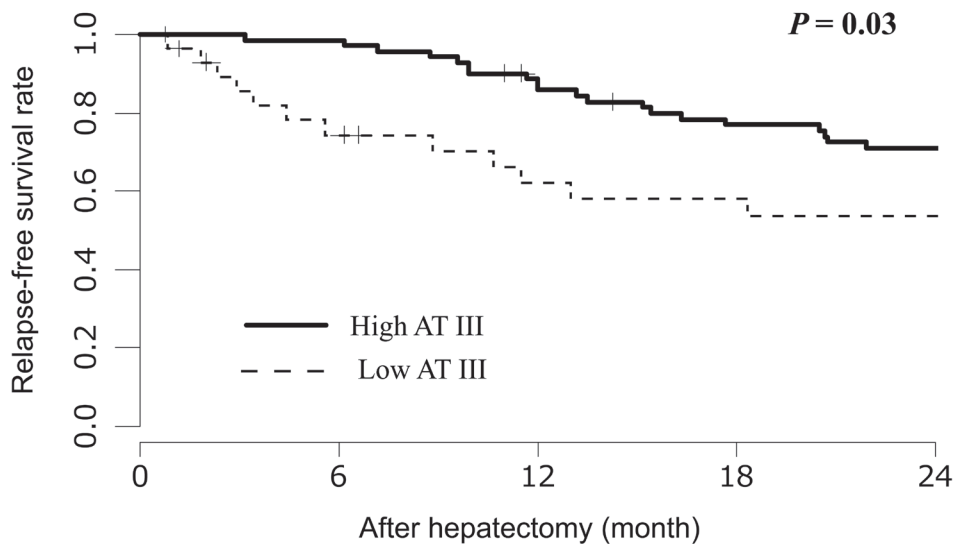 P = 0.03
Relapse-free survival rate
1.0
0.8
0.6
0.4
0.2
0.0
High AT III
Low AT III
0 6 12 18 24
After hepatectomy (month)